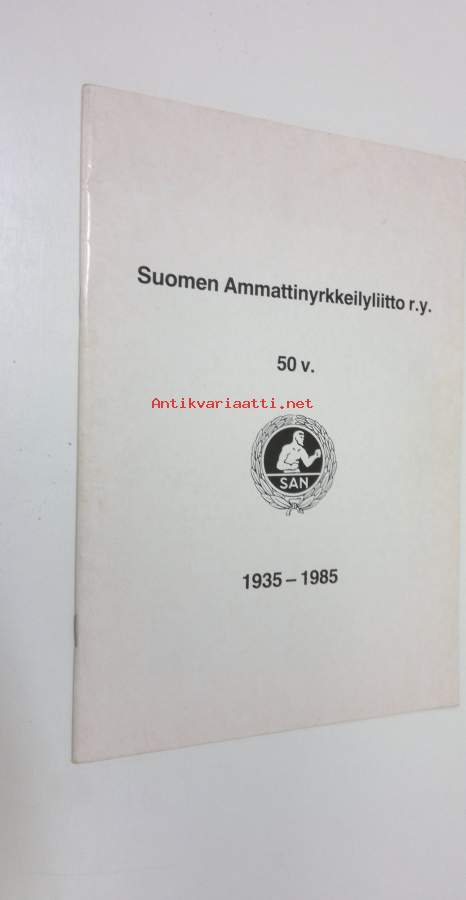 Suomen Ammattinyrkkeilyliitto r.y.
50 v.
Antikvariaatti.net
SAN
1935 – 1985